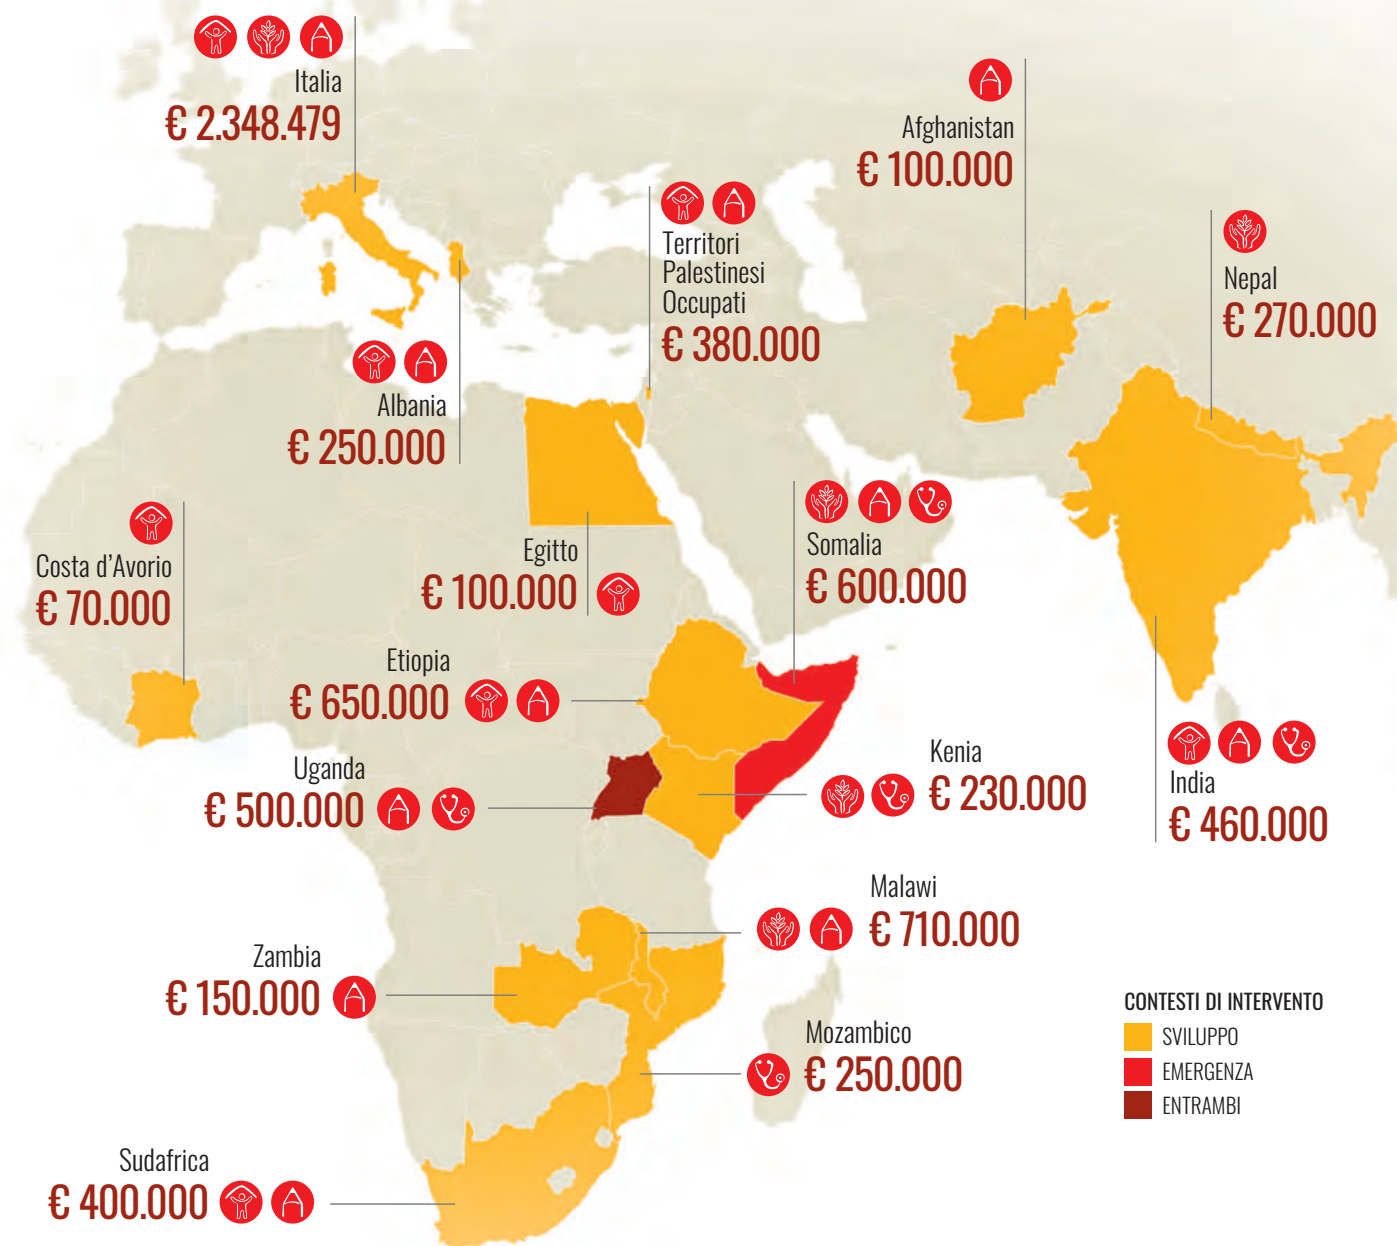 Italia
€ 2.348.479
Afghanistan
€ 100.000
Territori
Palestinesi
Occupati
€ 380.000
Nepal
€ 270.000
Albania
€ 250.000
Costa d'Avorio
€ 70.000
Egitto
€ 100.000
Somalia
€ 600.000
Etiopia
€ 650.000
Uganda
€ 500.000
Kenia
€ 230.000
India
€ 460.000
Malawi
€ 710.000
Zambia
€ 150.000
Mozambico
€ 250.000
Sudafrica
€ 400.000
CONTESTI DI INTERVENTO
SVILUPPO
EMERGENZA
ENTRAMBI